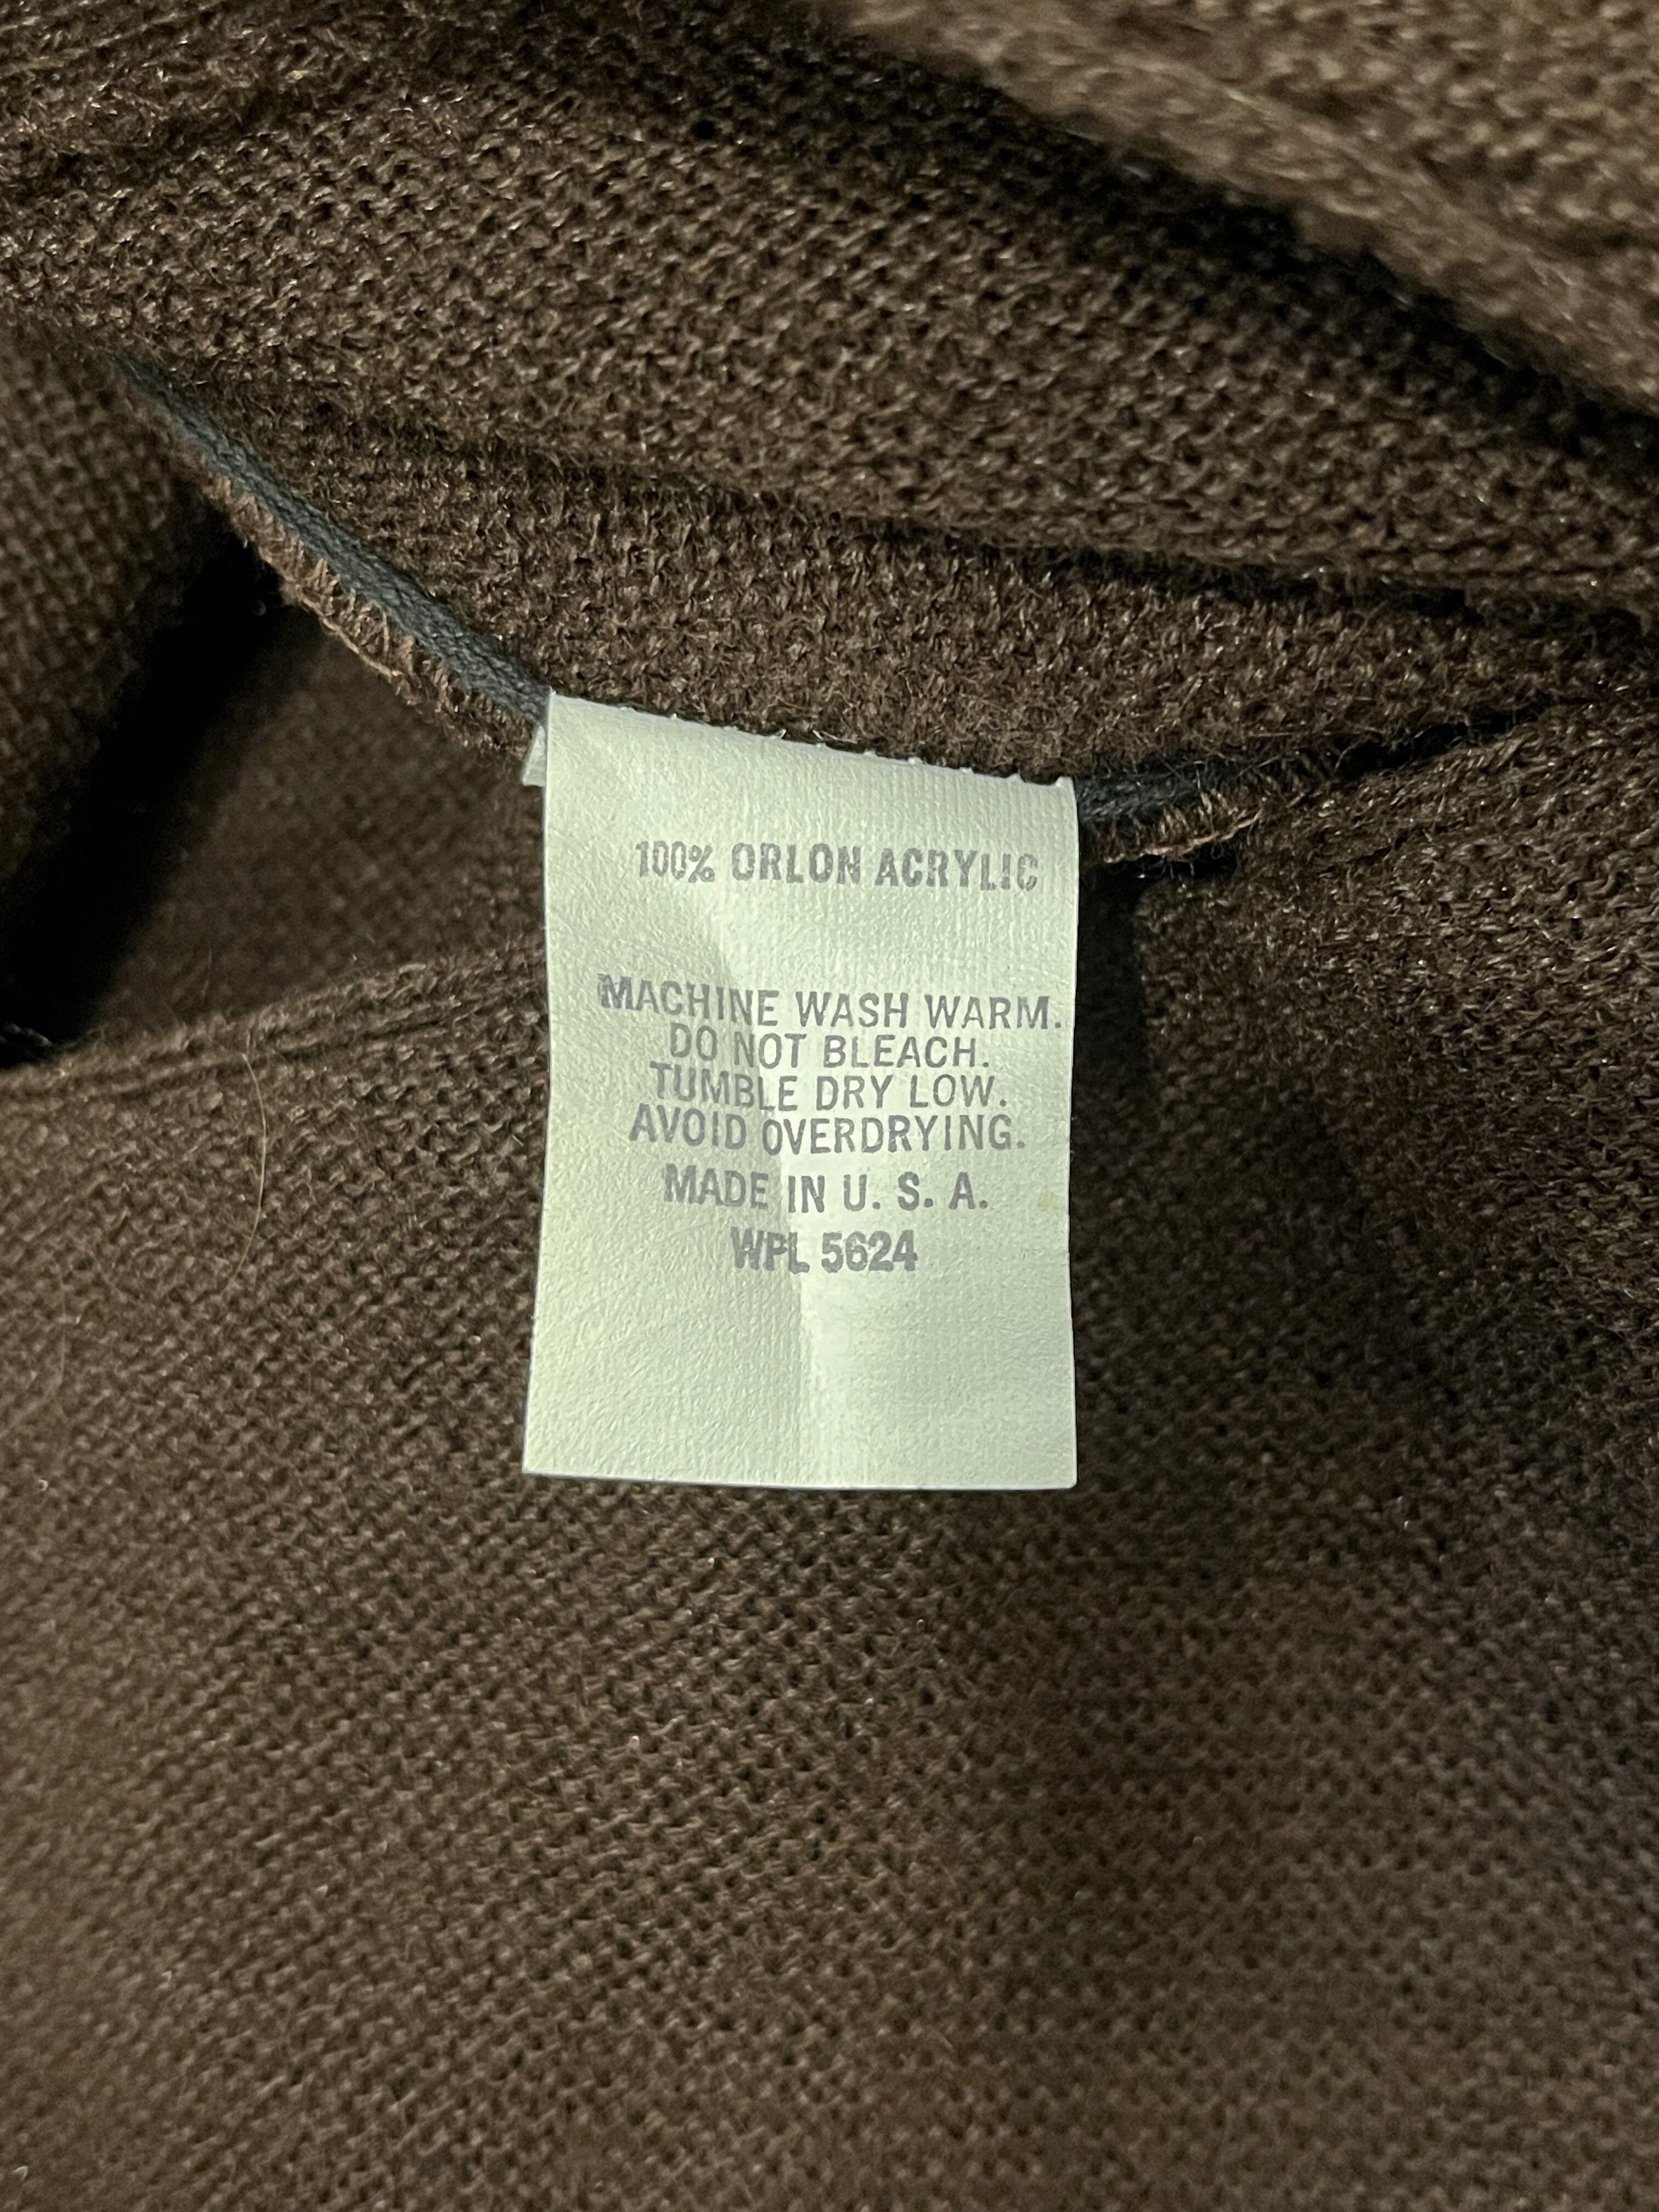 100% ORLON ACRYLIC
MACHINE WASH WARM.
DO NOT BLEACH.
TUMBLE DRY LOW.
AVOID OVERDRYING.
MADE IN U. S. A.
WPL 5624